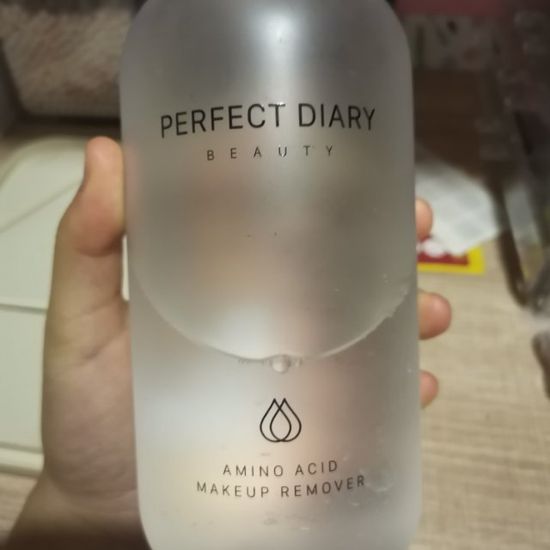 PERFECT DIARY
BEAUTY
AMINO ACID
MAKEUP REMOVER